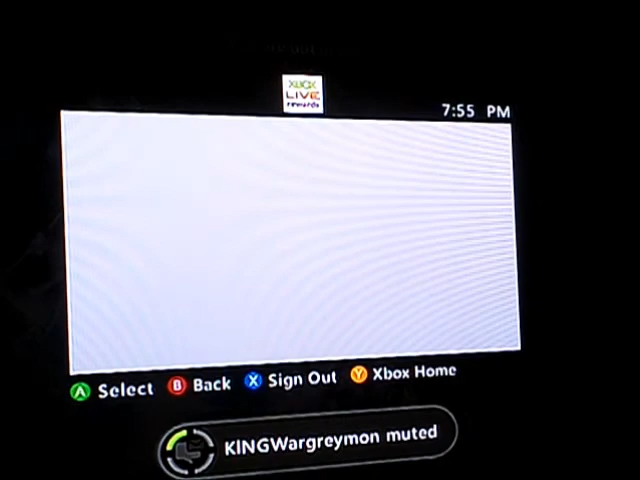 XBOX
LIVE
rewards
7:55 PM
A Select B Back X Sign Out Y Xbox Home
KINGWargreymon muted